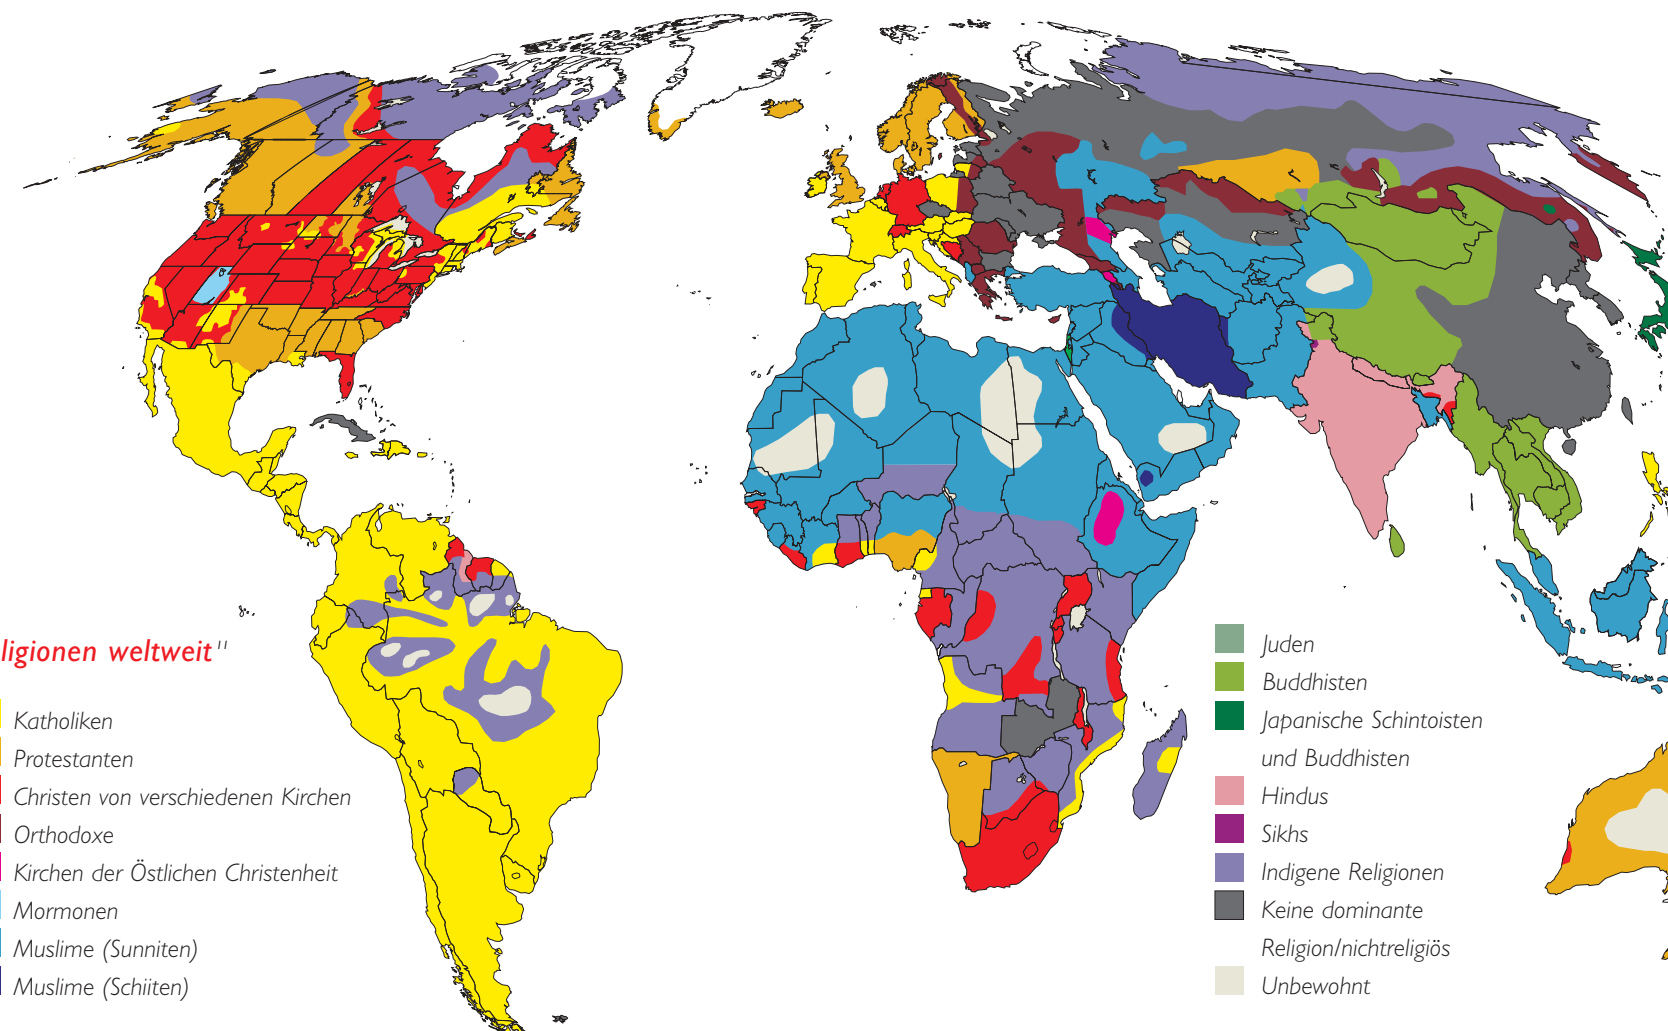 ligionen weltweit"
Katholiken
Protestanten
Christen von verschiedenen Kirchen
Orthodoxe
Kirchen der Östlichen Christenheit
Mormonen
Muslime (Sunniten)
Muslime (Schiiten)
Juden
Buddhisten
Japanische Schintoisten
und Buddhisten
Hindus
Sikhs
Indigene Religionen
Keine dominante
Religion/nichtreligiös
Unbewohnt